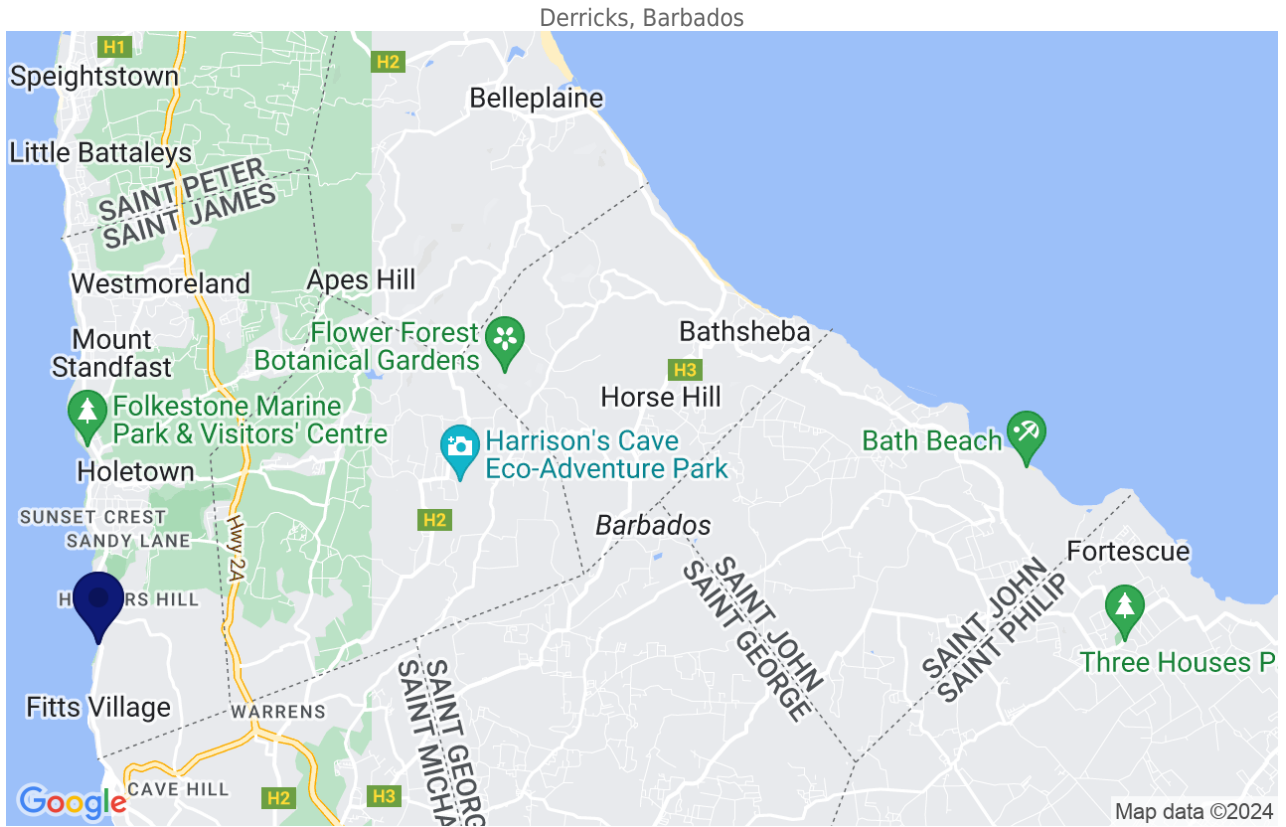 Derricks, Barbados
H1
H2
Speightstown
Belleplaine
Little Battaleys
SAINT PETER
SAINT JAMES
Westmoreland
Apes Hill
Mount
Standfast
Flower Forest
Botanical Gardens
Bathsheba
H3
Horse Hill
Folkestone Marine
Park & Visitors' Centre
Harrison's Cave
Eco-Adventure Park
Bath Beach
Holetown
SUNSET CREST
SANDY LANE
H2
Barbados
Hwy 2A
Fortescue
SAINT JOHN
SAINT GEORGE
SAINT JOHN
SAINT PHILIP
RS HILL
Three Houses P
Fitts Village
WARRENS
SAINT GEORG
SAINT MICHA
CAVE HILL
H2
H3
Google
Map data ©2024